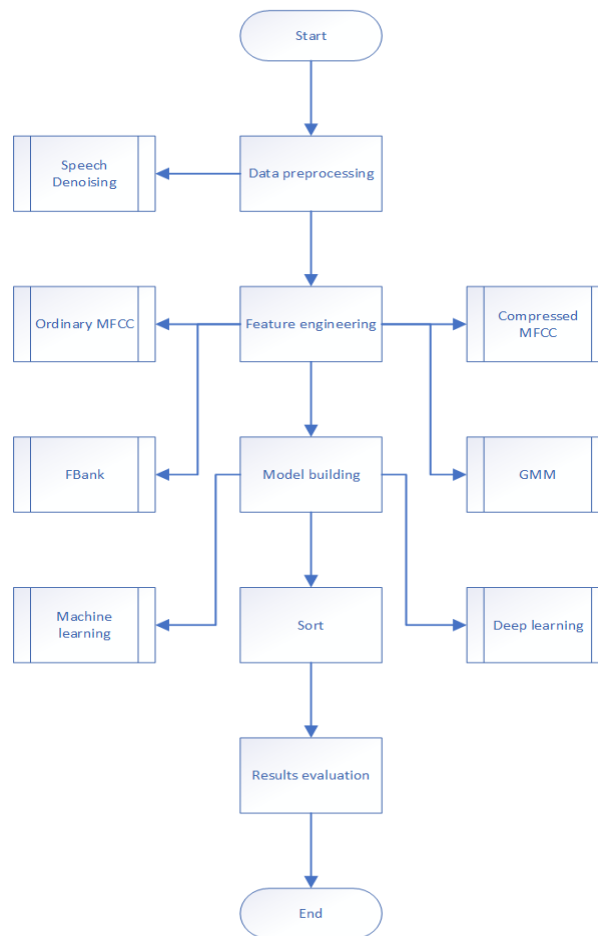 Start
Speech
Denoising
Data preprocessing
Ordinary MFCC
Feature engineering
Compressed
MFCC
FBank
Model building
GMM
Machine
learning
Sort
Deep learning
Results evaluation
End